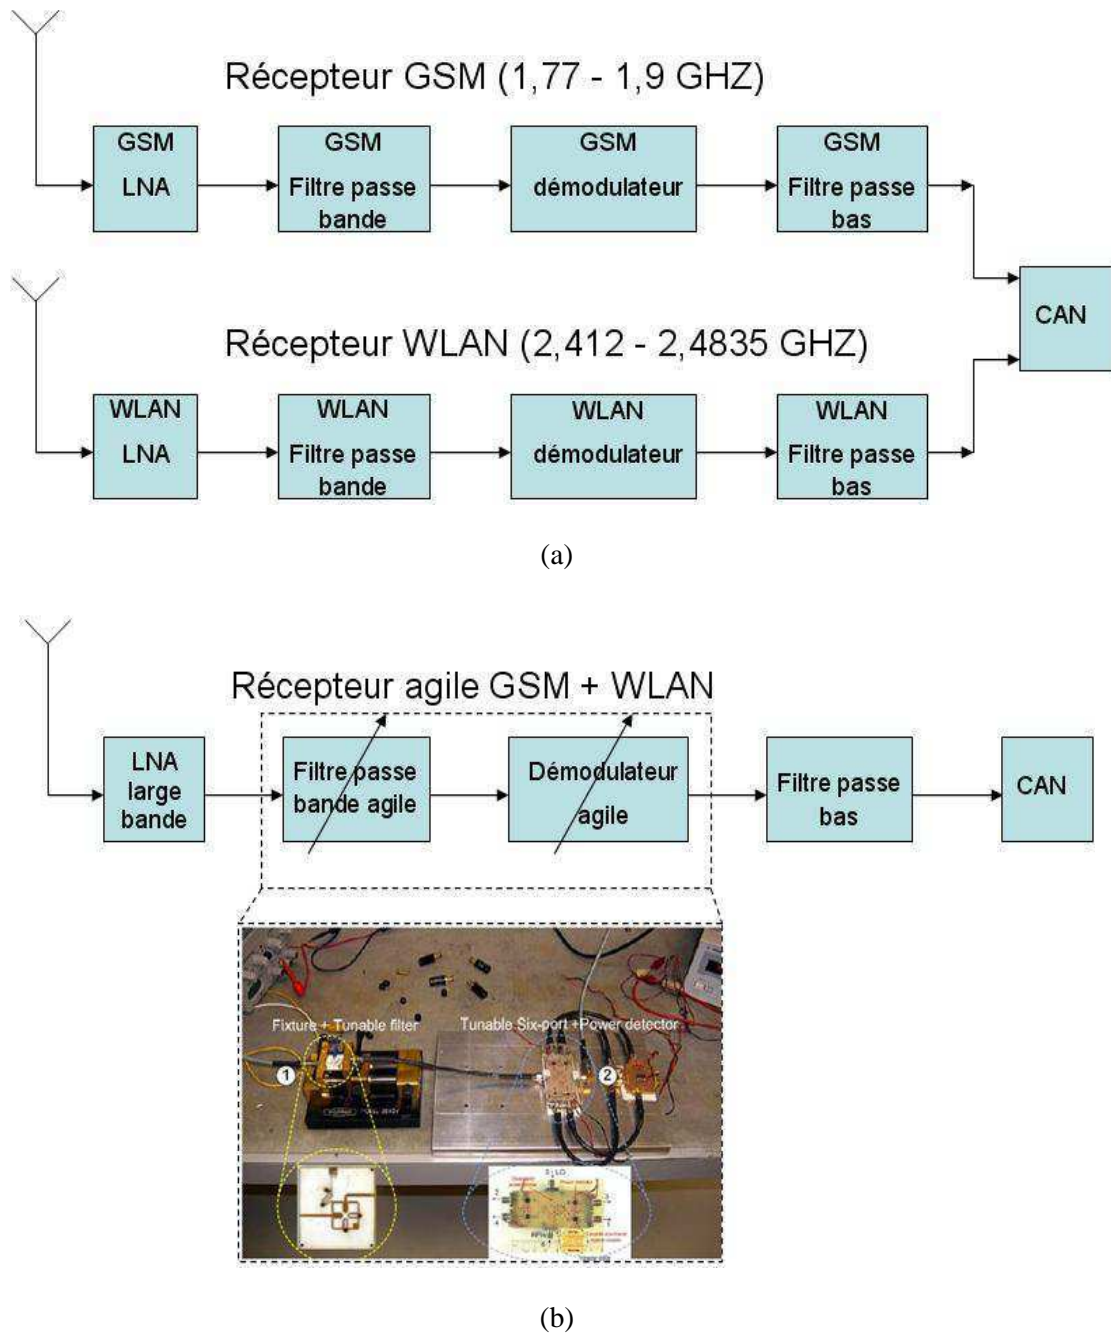 Récepteur GSM (1,77 - 1,9 GHZ)
GSM
LNA
GSM
Filtre passe
bande
GSM
démodulateur
GSM
Filtre passe
bas
CAN
Récepteur WLAN (2,412 - 2,4835 GHZ)
WLAN
LNA
WLAN
Filtre passe
bande
WLAN
démodulateur
WLAN
Filtre passe
bas
(a)
Récepteur agile GSM + WLAN
LNA
large
bande
Filtre passe
bande agile
Démodulateur
agile
Filtre passe
bas
CAN
Fixture + Tunable filter
Tunable Six-port +Power detector
1
2
(b)